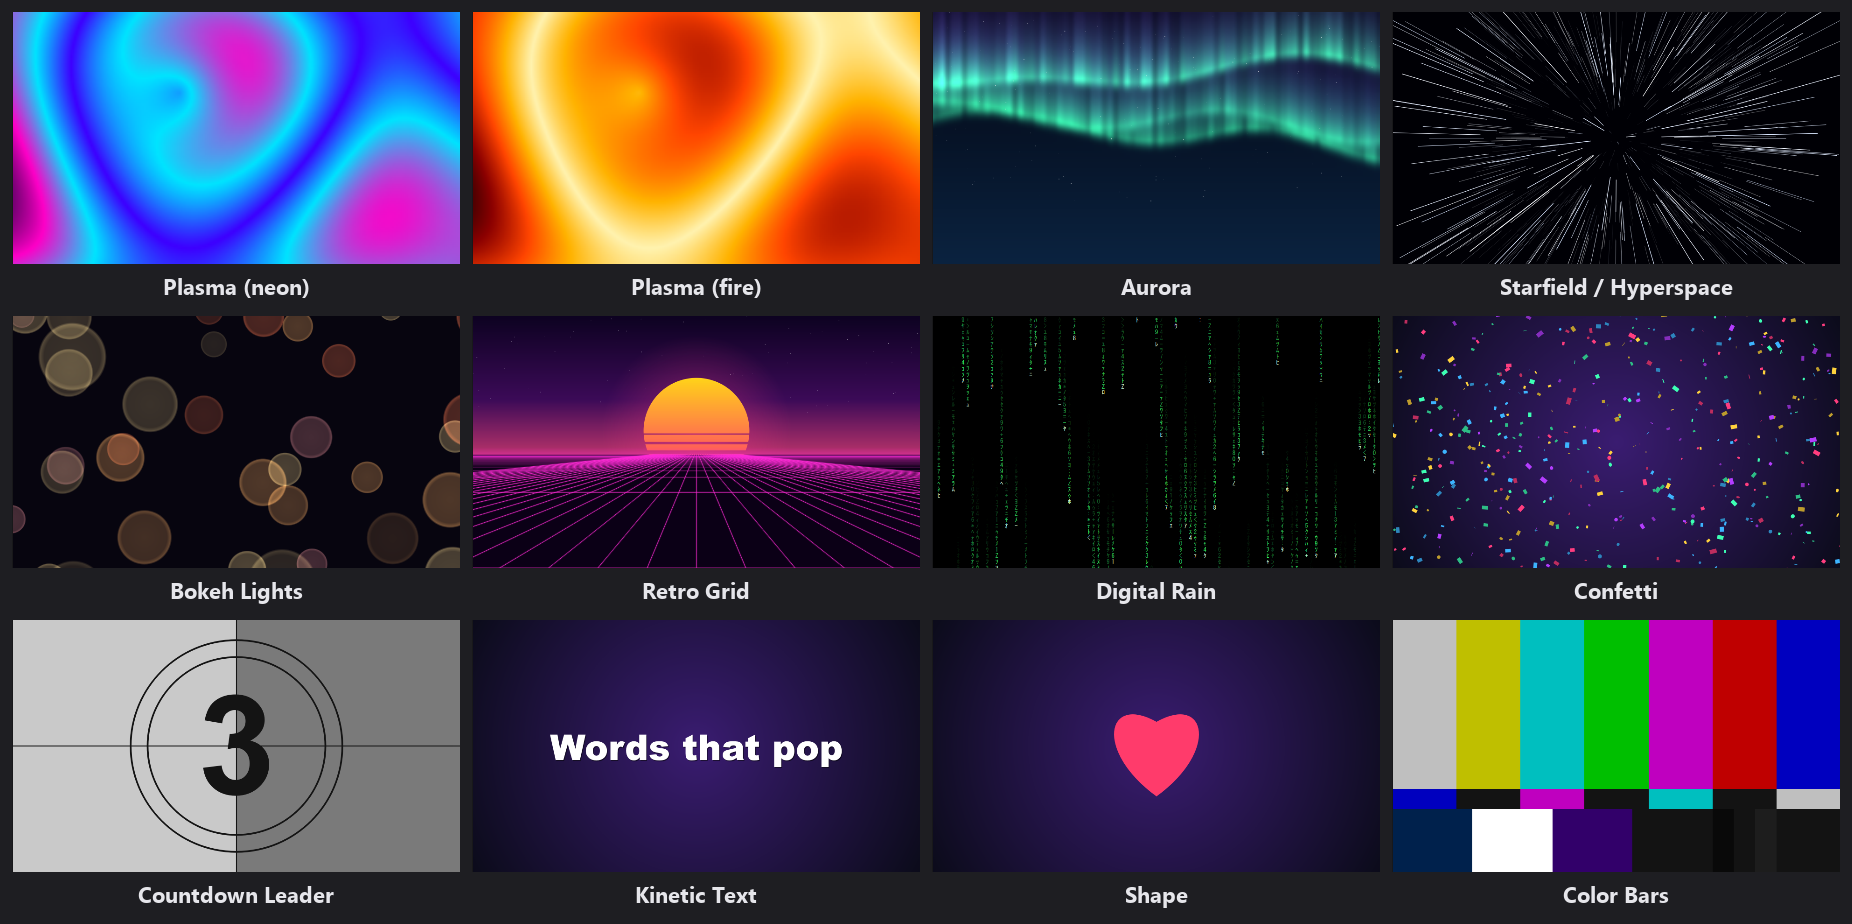 Plasma (neon)
Plasma (fire)
Aurora
Starfield / Hyperspace
Bokeh Lights
Retro Grid
Digital Rain
Confetti
3
Words that pop
Countdown Leader
Kinetic Text
Shape
Color Bars